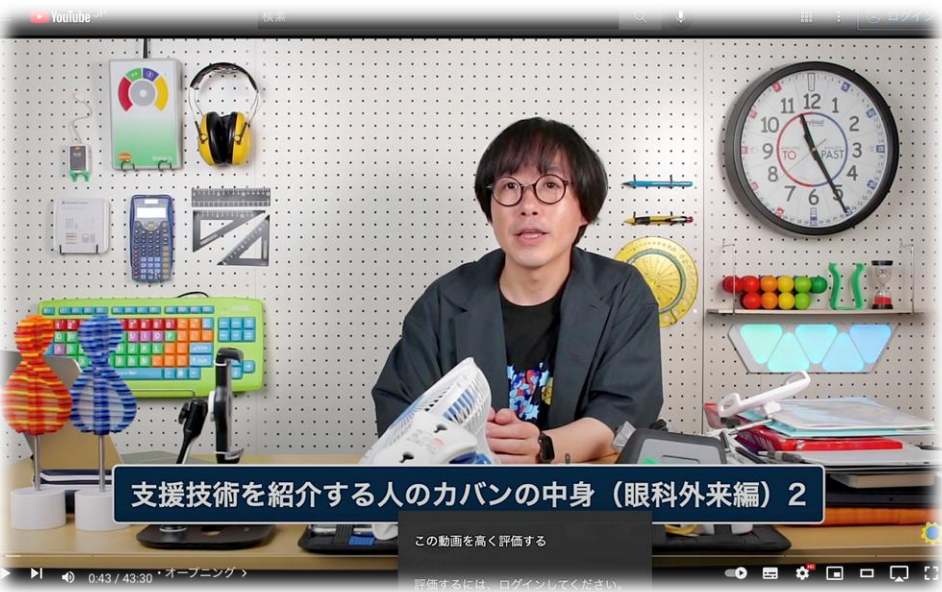 YouTube JP
検索
ログイン
11 12 1
10 2
9 TO PAST 3
8 4
7 6
支援技術を紹介する人のカバンの中身（眼科外来編）2
この動画を高く評価する
0:43 / 43:30・オープニング
評価するには、ログインしてください。